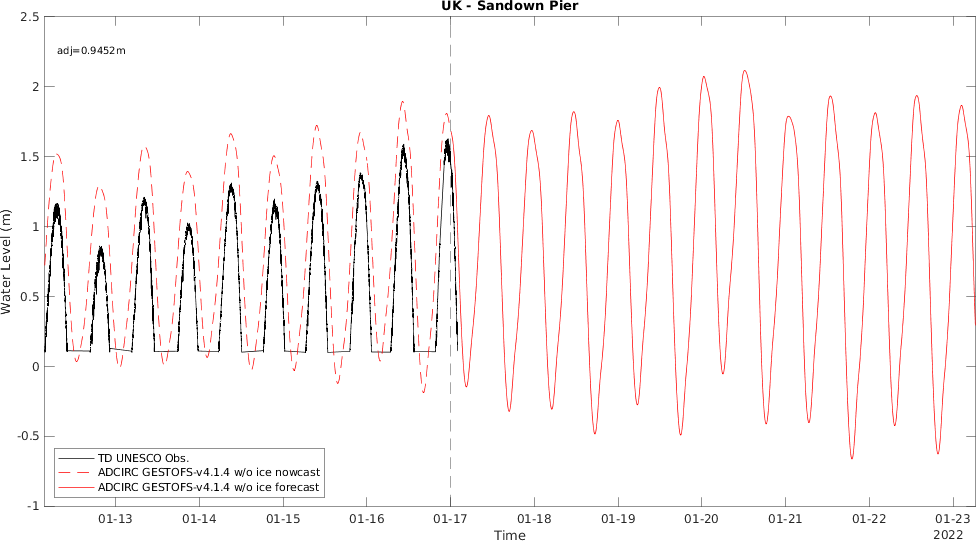 UK - Sandown Pier
adj=0.9452m
Water Level (m)
2.5
2
1.5
1
0.5
0
-0.5
-1
TD UNESCO Obs.
ADCIRC GESTOFS-v4.1.4 w/o ice nowcast
ADCIRC GESTOFS-v4.1.4 w/o ice forecast
01-13 01-14 01-15 01-16 01-17 01-18 01-19 01-20 01-21 01-22 01-23
2022
Time